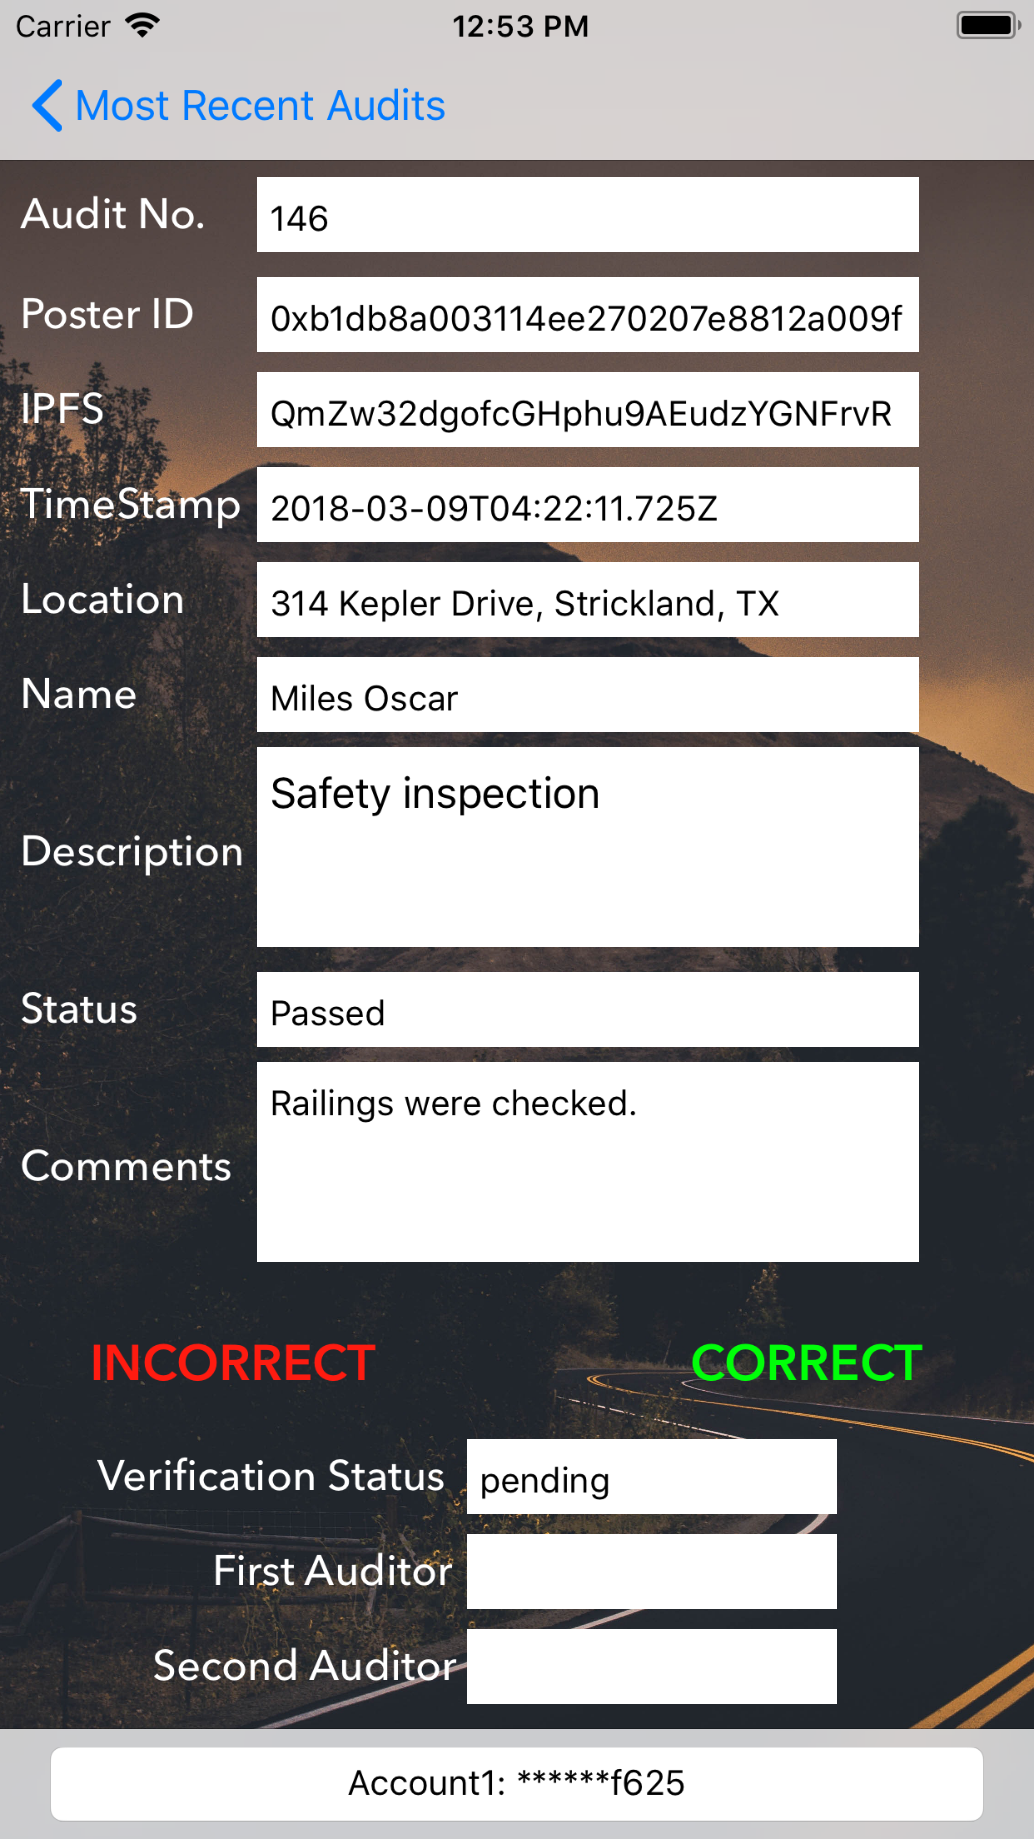 Carrier 12:53 PM
Most Recent Audits
Audit No. 146
Poster ID 0xb1db8a003114ee270207e8812a009f
IPFS QmZw32dgofcGHphu9AEudzYGNFrvR
TimeStamp 2018-03-09T04:22:11.725Z
Location 314 Kepler Drive, Strickland, TX
Name Miles Oscar
Description Safety inspection
Status Passed
Comments Railings were checked.
INCORRECT CORRECT
Verification Status pending
First Auditor
Second Auditor
Account1: ******f625